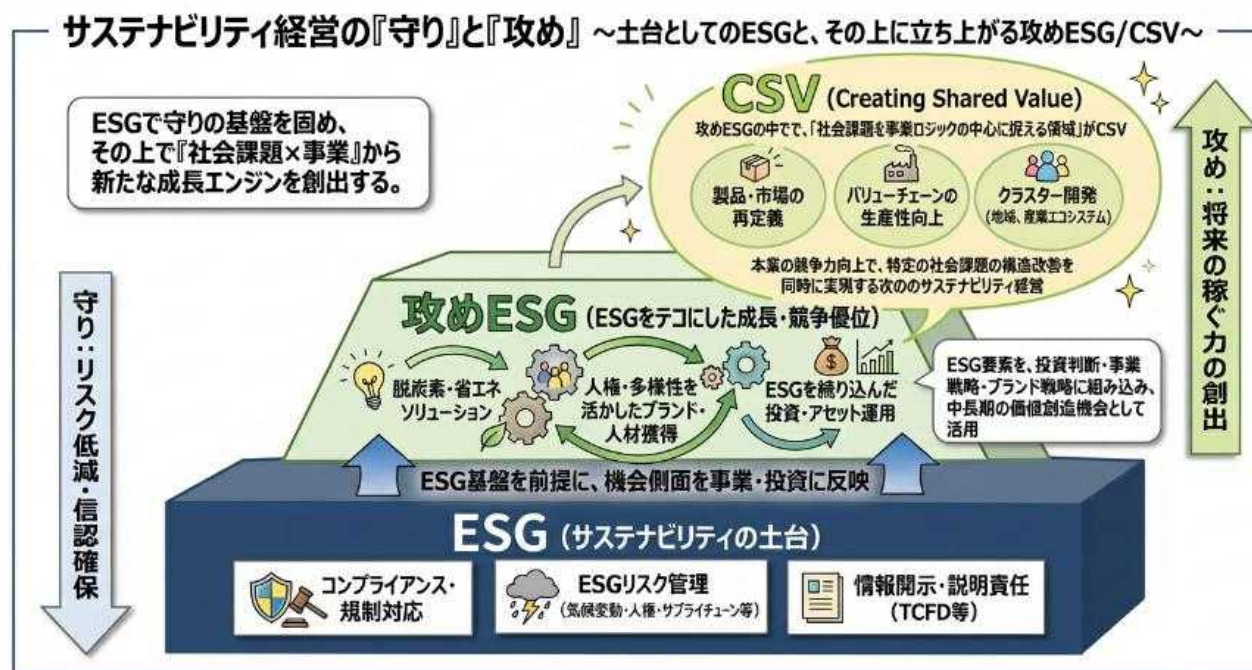 サステナビリティ経営の『守り』と『攻め』 ～土台としてのESGと、その上に立ち上がる攻めESG/CSV～
ESGで守りの基盤を固め、
その上で『社会課題×事業』から
新たな成長エンジンを創出する。
CSV (Creating Shared Value)
攻めESGの中でで、「社会課題を事業ロジックの中心に捉える領域」がCSV
製品・市場の
再定義
バリューチェーンの
生産性向上
クラスター開発
(地域、産業エコシステム)
本業の競争力向上で、特定の社会課題の構造改善を
同時に実現する次ののサステナビリティ経営
攻め：将来の稼ぐ力の創出
守り：リスク低減・信認確保
攻めESG (ESGをテコにした成長・競争優位)
脱炭素・省エネ
ソリューション
人権・多様性を
活かしたブランド・
人材獲得
ESGを繰り込んだ
投資・アセット運用
ESG要素を、投資判断・事業
戦略・ブランド戦略に組み込み、
中長期の価値創造機会として
活用
ESG基盤を前提に、機会側面を事業・投資に反映
ESG (サステナビリティの土台)
コンプライアンス・
規制対応
ESGリスク管理
(気候変動・人権・サプライチェーン等)
情報開示・説明責任
(TCFD等)